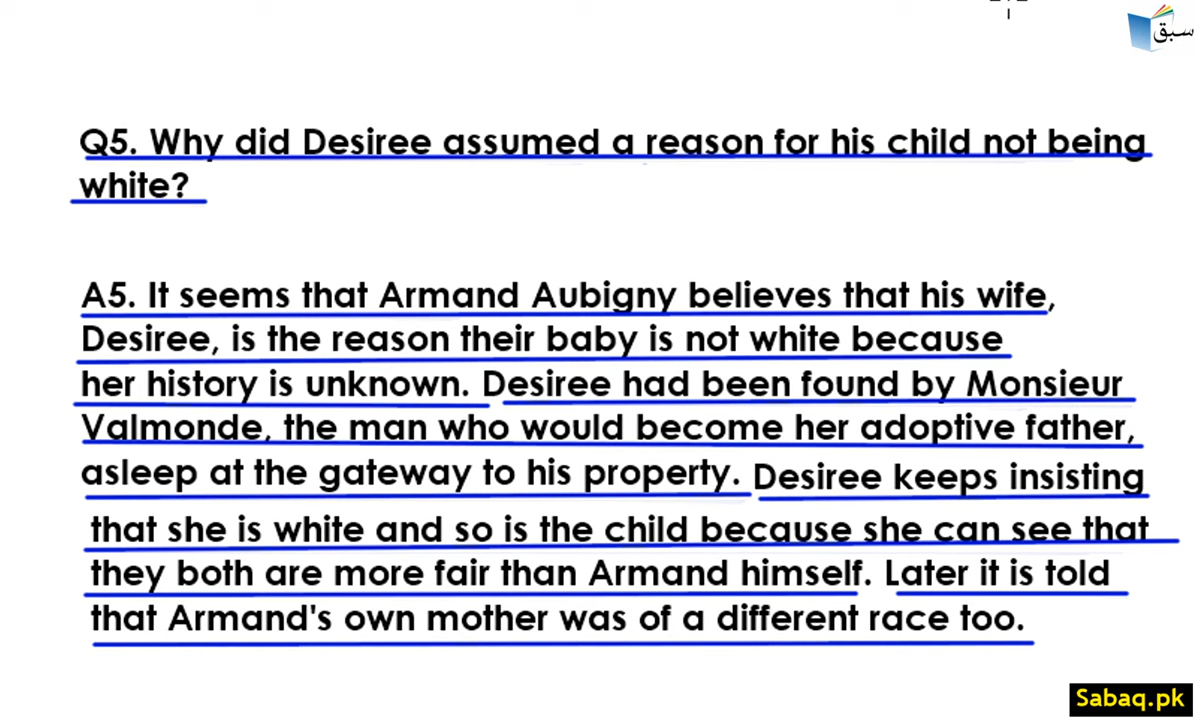 سبق
Q5. Why did Desiree assumed a reason for his child not being
white?
A5. It seems that Armand Aubigny believes that his wife,
Desiree, is the reason their baby is not white because
her history is unknown. Desiree had been found by Monsieur
Valmonde, the man who would become her adoptive father,
asleep at the gateway to his property. Desiree keeps insisting
that she is white and so is the child because she can see that
they both are more fair than Armand himself. Later it is told
that Armand's own mother was of a different race too.
Sabaq.pk